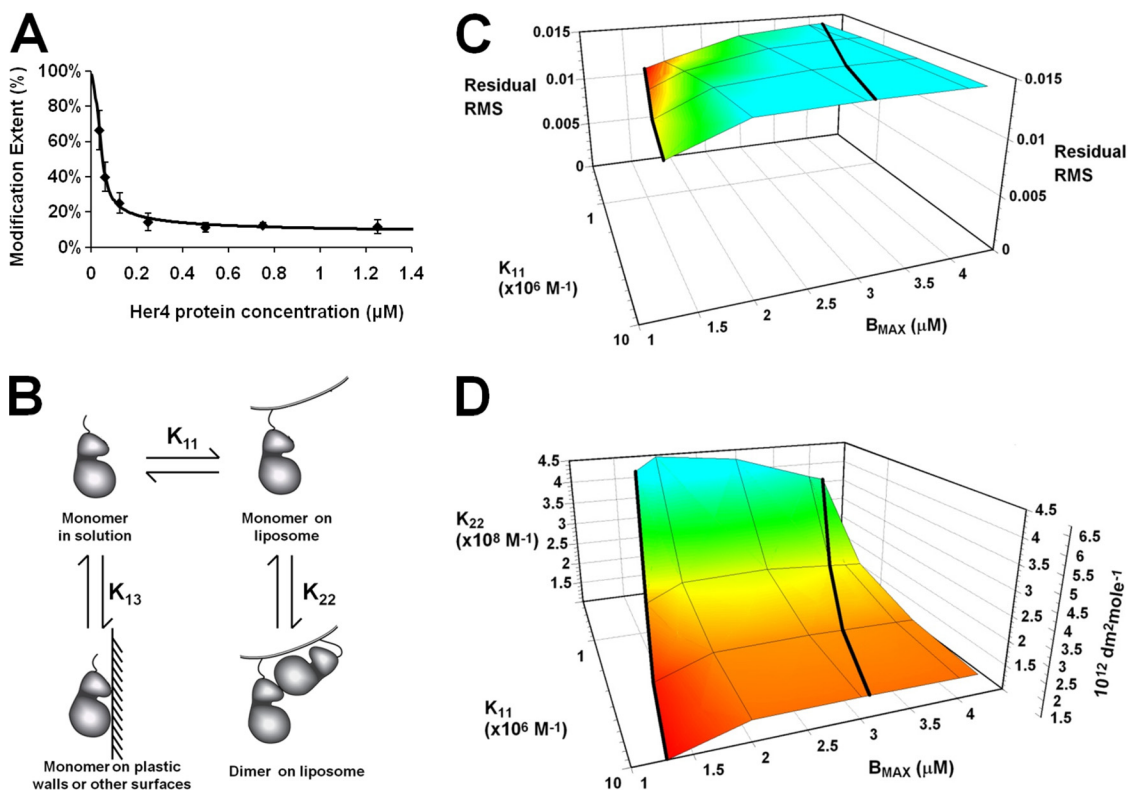 A
Modification Extent (%)
100%
80%
60%
40%
20%
0%
0 0.2 0.4 0.6 0.8 1 1.2 1.4
Her4 protein concentration (µM)
B
K11
Monomer
in solution
Monomer on
liposome
K13
K22
Monomer on plastic
walls or other surfaces
Dimer on liposome
C
Residual
RMS
0.015
0.01
0.005
0
K11
(x10⁶ M⁻¹)
1
10
1 1.5 2 2.5 3 3.5 4
BMAX (µM)
0.015
0.01
0.005
0
Residual
RMS
D
K22
(x10⁸ M⁻¹)
4.5
4
3.5
3
2.5
2
1.5
K11
(x10⁶ M⁻¹)
1
10
1 1.5 2 2.5 3 3.5 4
BMAX (µM)
4.5
4
3.5
3
2.5
2
1.5
6.5
6
5.5
5
4.5
4
3.5
3
2.5
2
1.5
10¹² dm²mole⁻¹